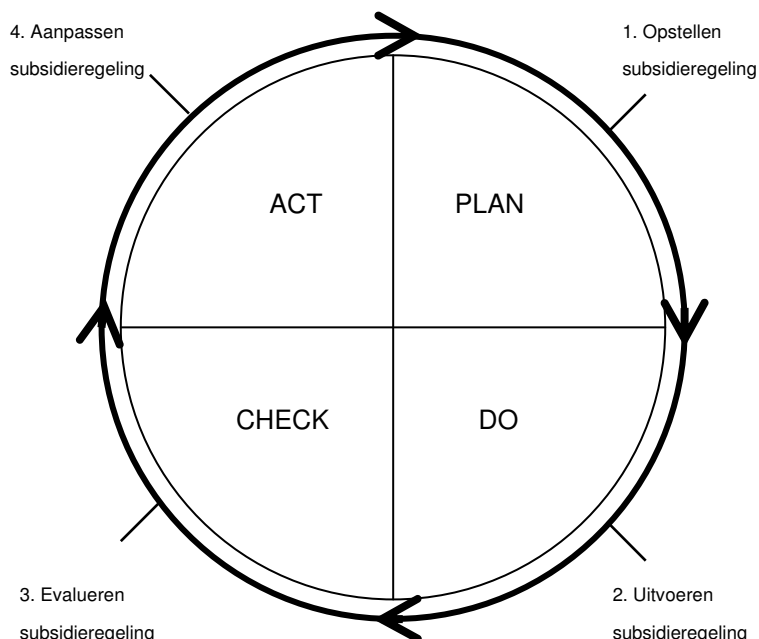 4. Aanpassen
subsidieregeling
1. Opstellen
subsidieregeling
ACT
PLAN
CHECK
DO
3. Evalueren
subsidieregeling
2. Uitvoeren
subsidieregeling